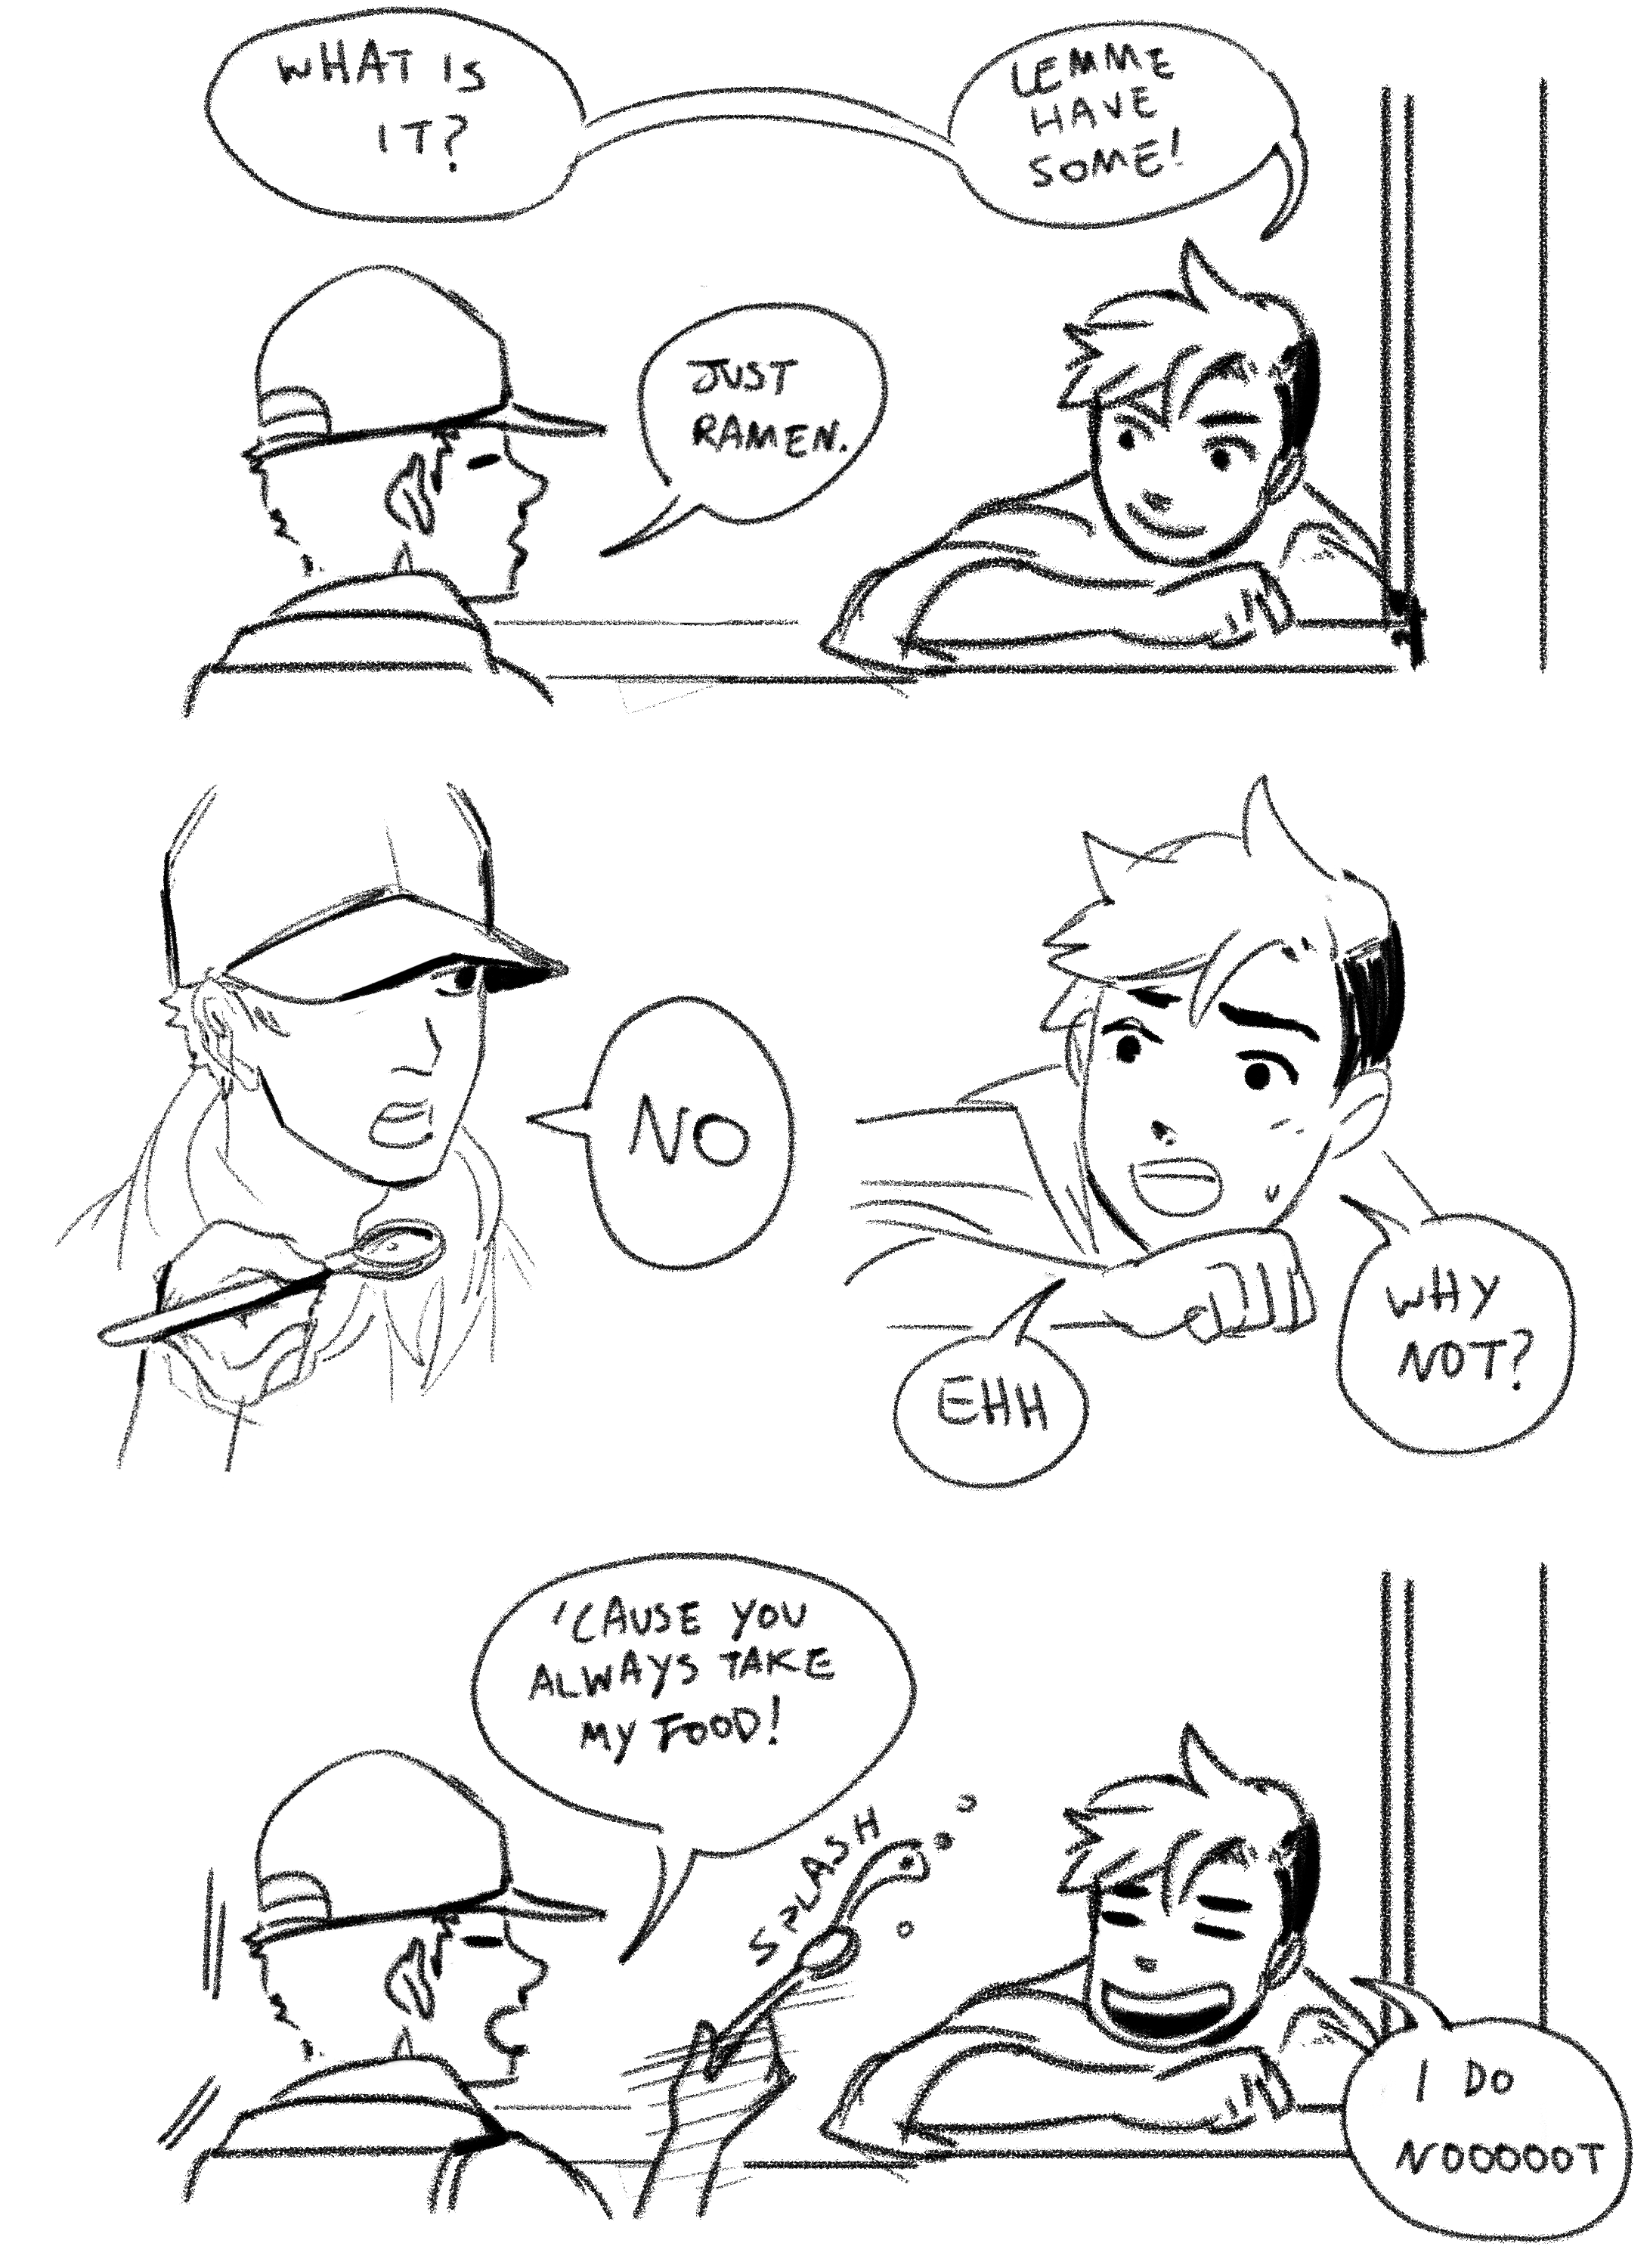 WHAT IS
IT?
LEMME
HAVE
SOME!
JUST
RAMEN.
NO
EHH
WHY
NOT?
'CAUSE YOU
ALWAYS TAKE
MY FOOD!
SPLASH
I DO
NOOOOOT